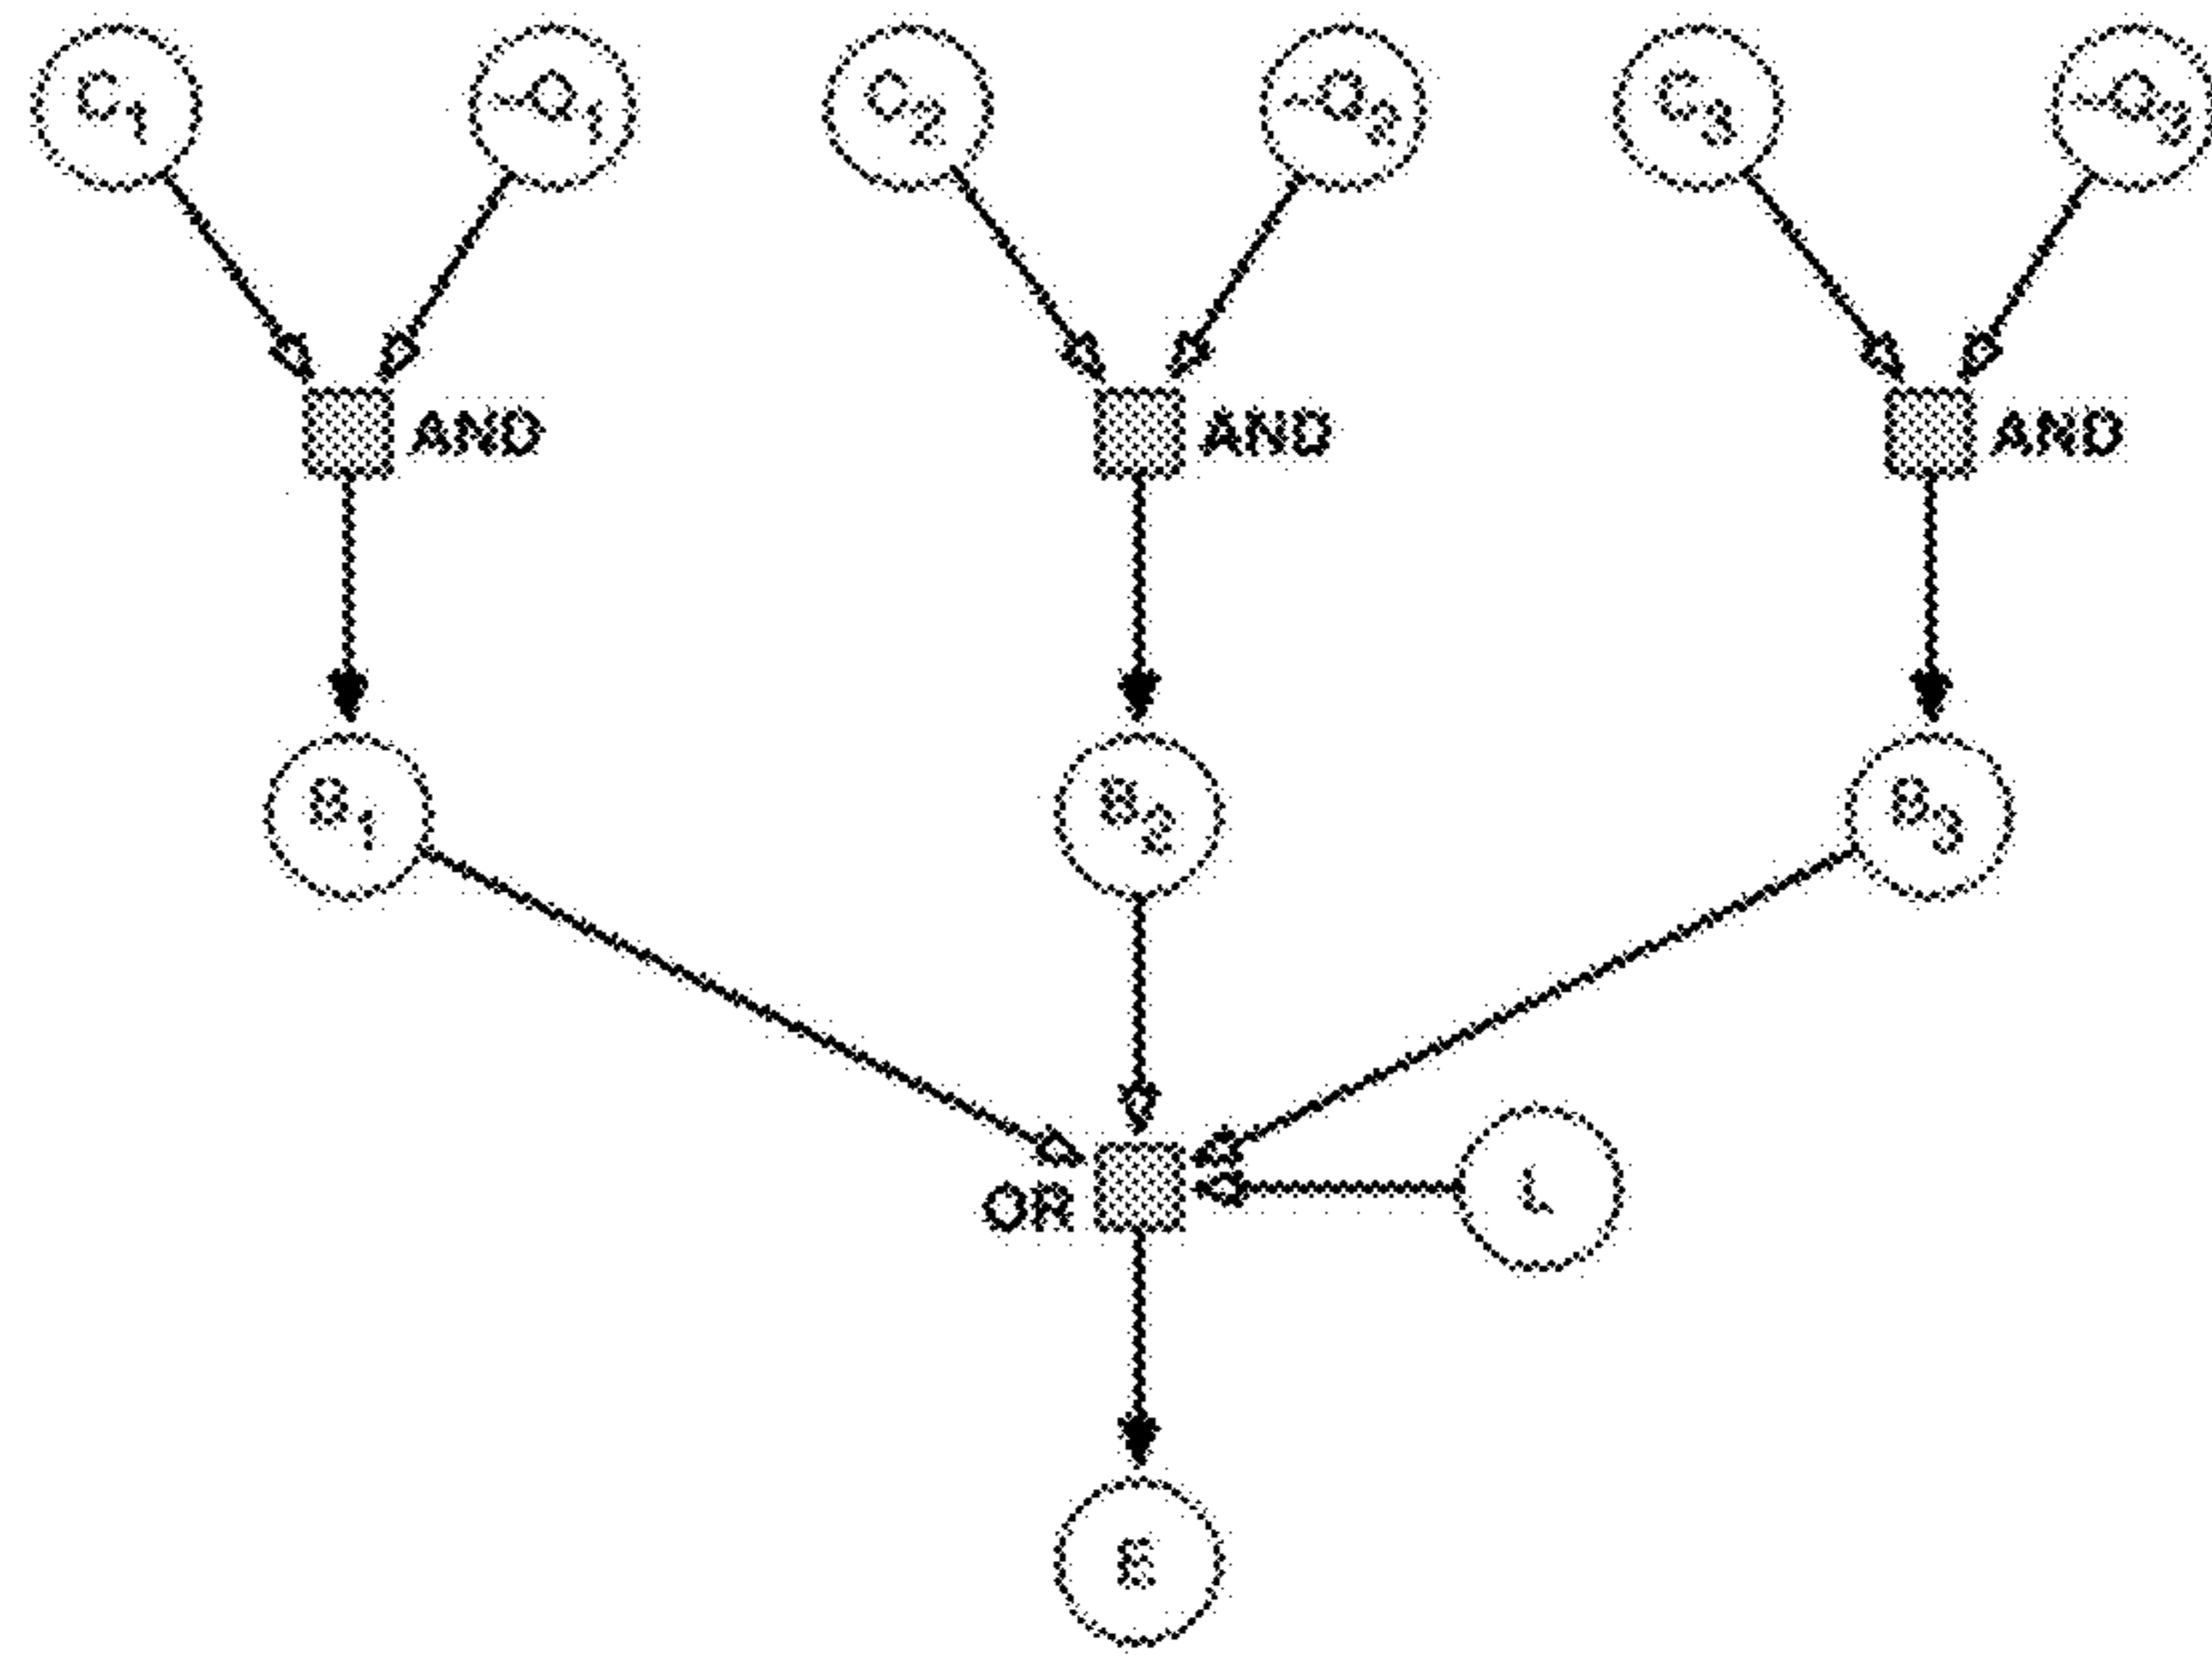 C1 ¬Q1 C2 ¬Q2 C3 ¬Q3
AND AND AND
B1 B2 B3
OR L
E